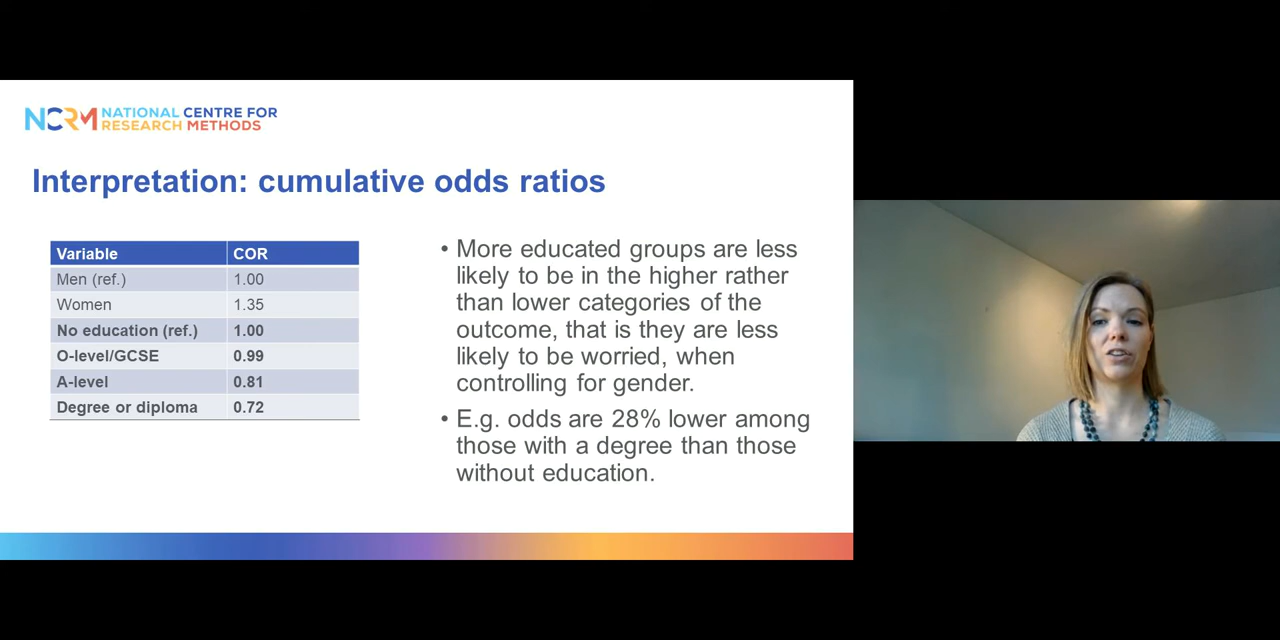 NCRM NATIONAL CENTRE FOR
RESEARCH METHODS
Interpretation: cumulative odds ratios
Variable COR
Men (ref.) 1.00
Women 1.35
No education (ref.) 1.00
O-level/GCSE 0.99
A-level 0.81
Degree or diploma 0.72
• More educated groups are less
likely to be in the higher rather
than lower categories of the
outcome, that is they are less
likely to be worried, when
controlling for gender.
• E.g. odds are 28% lower among
those with a degree than those
without education.